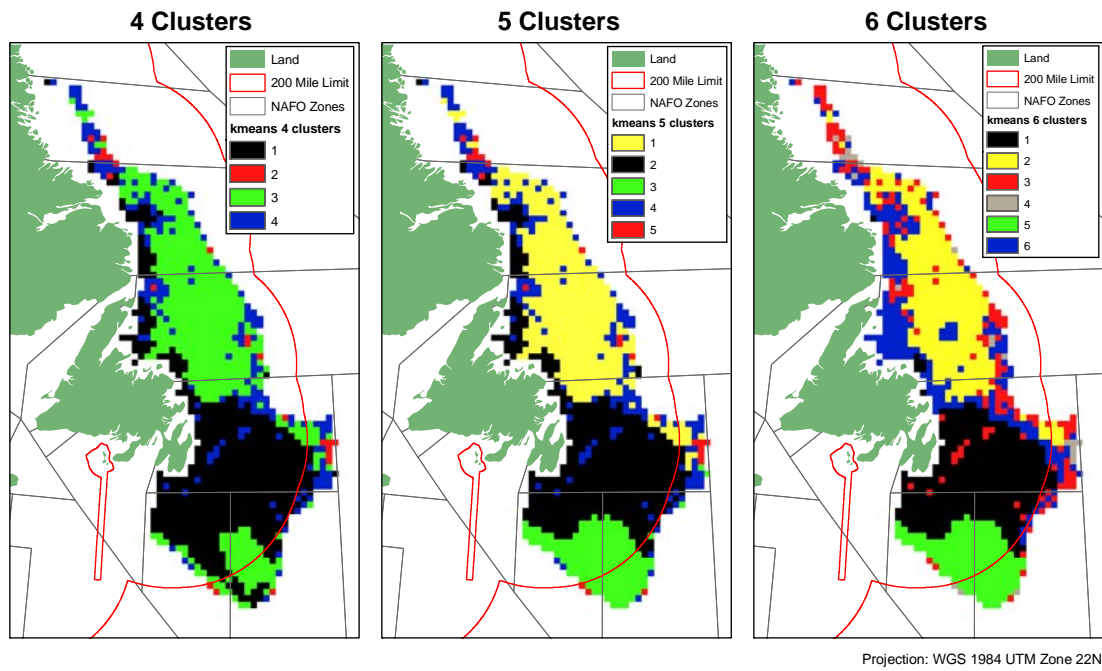 4 Clusters
Land
200 Mile Limit
NAFO Zones
kmeans 4 clusters
1
2
3
4
5 Clusters
Land
200 Mile Limit
NAFO Zones
kmeans 5 clusters
1
2
3
4
5
6 Clusters
Land
200 Mile Limit
NAFO Zones
kmeans 6 clusters
1
2
3
4
5
6
Projection: WGS 1984 UTM Zone 22N